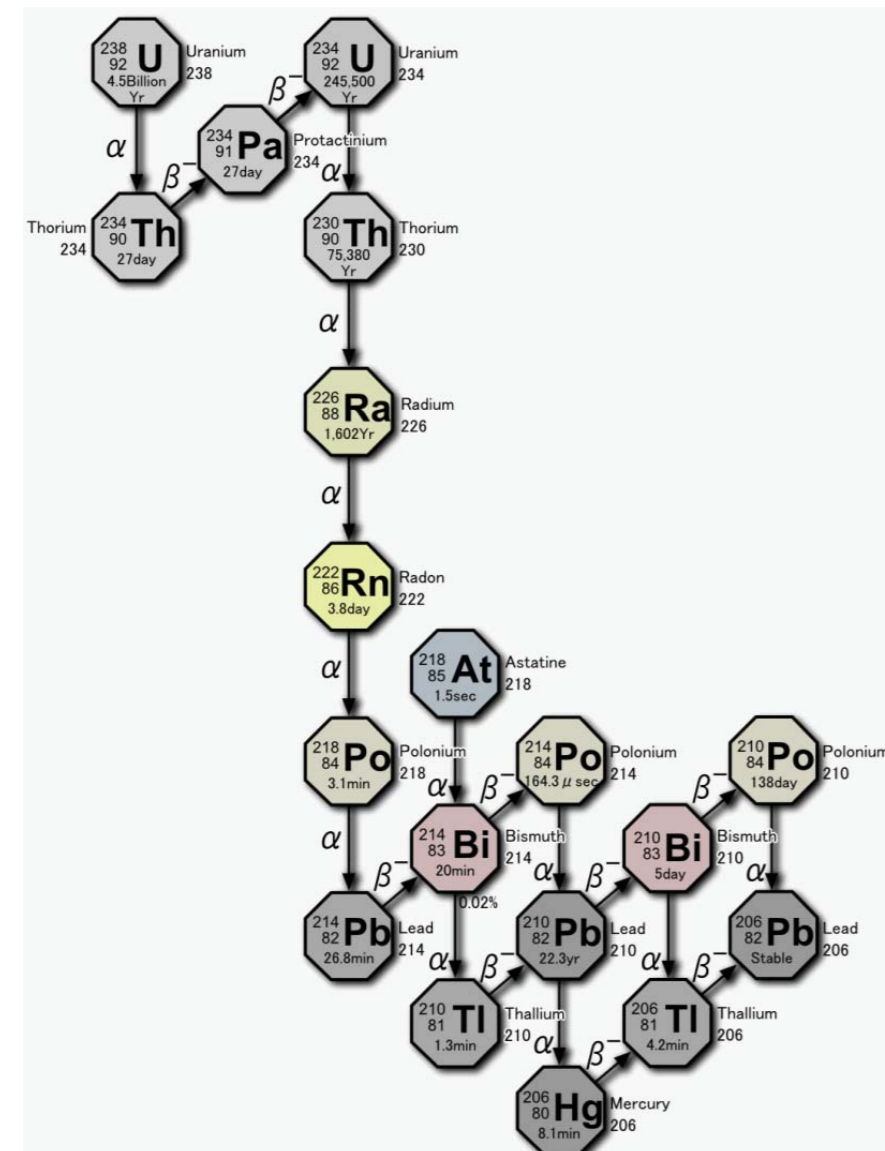 238
92 U
4.5Billion
Yr
Uranium
238
234
92 U
245,500
Yr
Uranium
234
β⁻
α
234
91 Pa
27day
Protactinium
234
α
β⁻
Thorium
234
234
90 Th
27day
230
90 Th
75,380
Yr
Thorium
230
α
226
88 Ra
1,602Yr
Radium
226
α
222
86 Rn
3.8day
Radon
222
α
218
85 At
1.5sec
Astatine
218
218
84 Po
3.1min
Polonium
218
α
β⁻
214
84 Po
164.3 μ sec
Polonium
214
β⁻
210
84 Po
138day
Polonium
210
α
214
83 Bi
20min
Bismuth
214
0.02%
α
β⁻
210
83 Bi
5day
Bismuth
210
α
β⁻
214
82 Pb
26.8min
Lead
214
α
β⁻
210
82 Pb
22.3yr
Lead
210
α
β⁻
206
82 Pb
Stable
Lead
206
210
81 Tl
1.3min
Thallium
210
α
β⁻
206
81 Tl
4.2min
Thallium
206
206
80 Hg
8.1min
Mercury
206